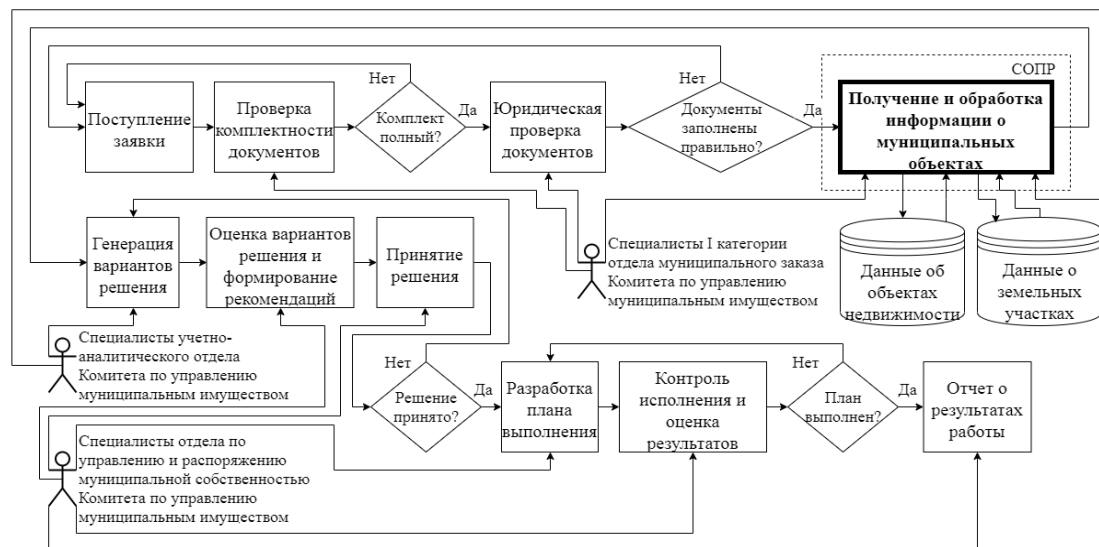 СОПР
Нет
Нет
Поступление
заявки
Проверка
комплектности
документов
Комплект
полный?
Да
Юридическая
проверка
документов
Документы
заполнены
правильно?
Да
Получение и обработка
информации о
муниципальных
объектах
Генерация
вариантов
решения
Оценка вариантов
решения и
формирование
рекомендаций
Принятие
решения
Специалисты I категории
отдела муниципального заказа
Комитета по управлению
муниципальным имуществом
Данные об
объектах
недвижимости
Данные о
земельных
участках
Специалисты учетно-
аналитического отдела
Комитета по управлению
муниципальным имуществом
Нет
Решение
принято?
Да
Разработка
плана
выполнения
Контроль
исполнения и
оценка
результатов
Нет
План
выполнен?
Да
Отчет о
результатах
работы
Специалисты отдела по
управлению и распоряжению
муниципальной собственностью
Комитета по управлению
муниципальным имуществом